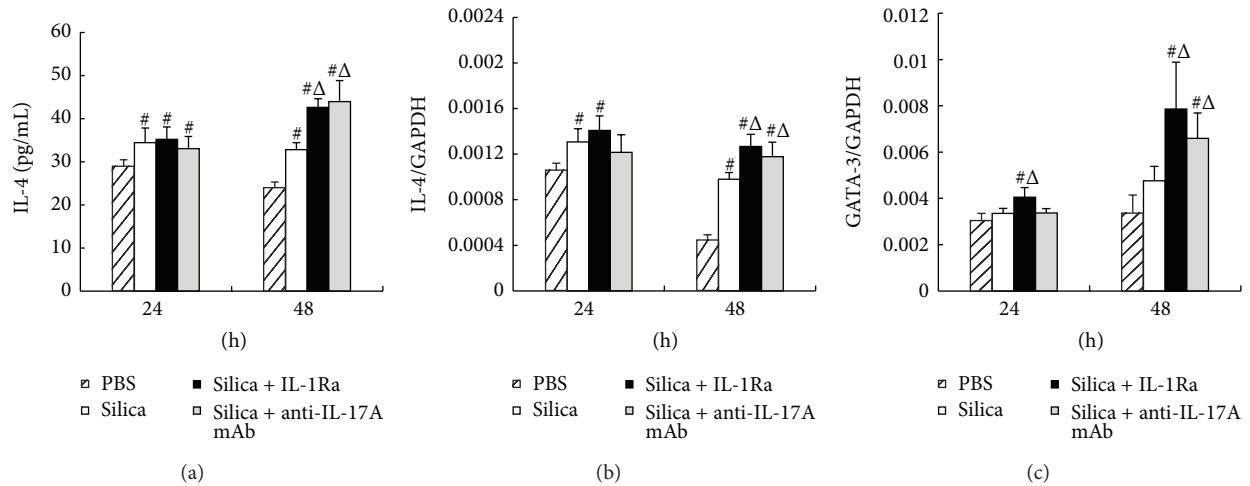 60
50
40
30
20
10
0
IL-4 (pg/mL)
#
#
#
#
#Δ
#Δ
24
48
(h)
PBS
Silica
Silica + IL-1Ra
Silica + anti-IL-17A
mAb
(a)
0.0024
0.002
0.0016
0.0012
0.0008
0.0004
0
IL-4/GAPDH
#
#
#
#Δ
#Δ
24
48
(h)
PBS
Silica
Silica + IL-1Ra
Silica + anti-IL-17A
mAb
(b)
0.012
0.01
0.008
0.006
0.004
0.002
0
GATA-3/GAPDH
#Δ
#Δ
#Δ
24
48
(h)
PBS
Silica
Silica + IL-1Ra
Silica + anti-IL-17A
mAb
(c)